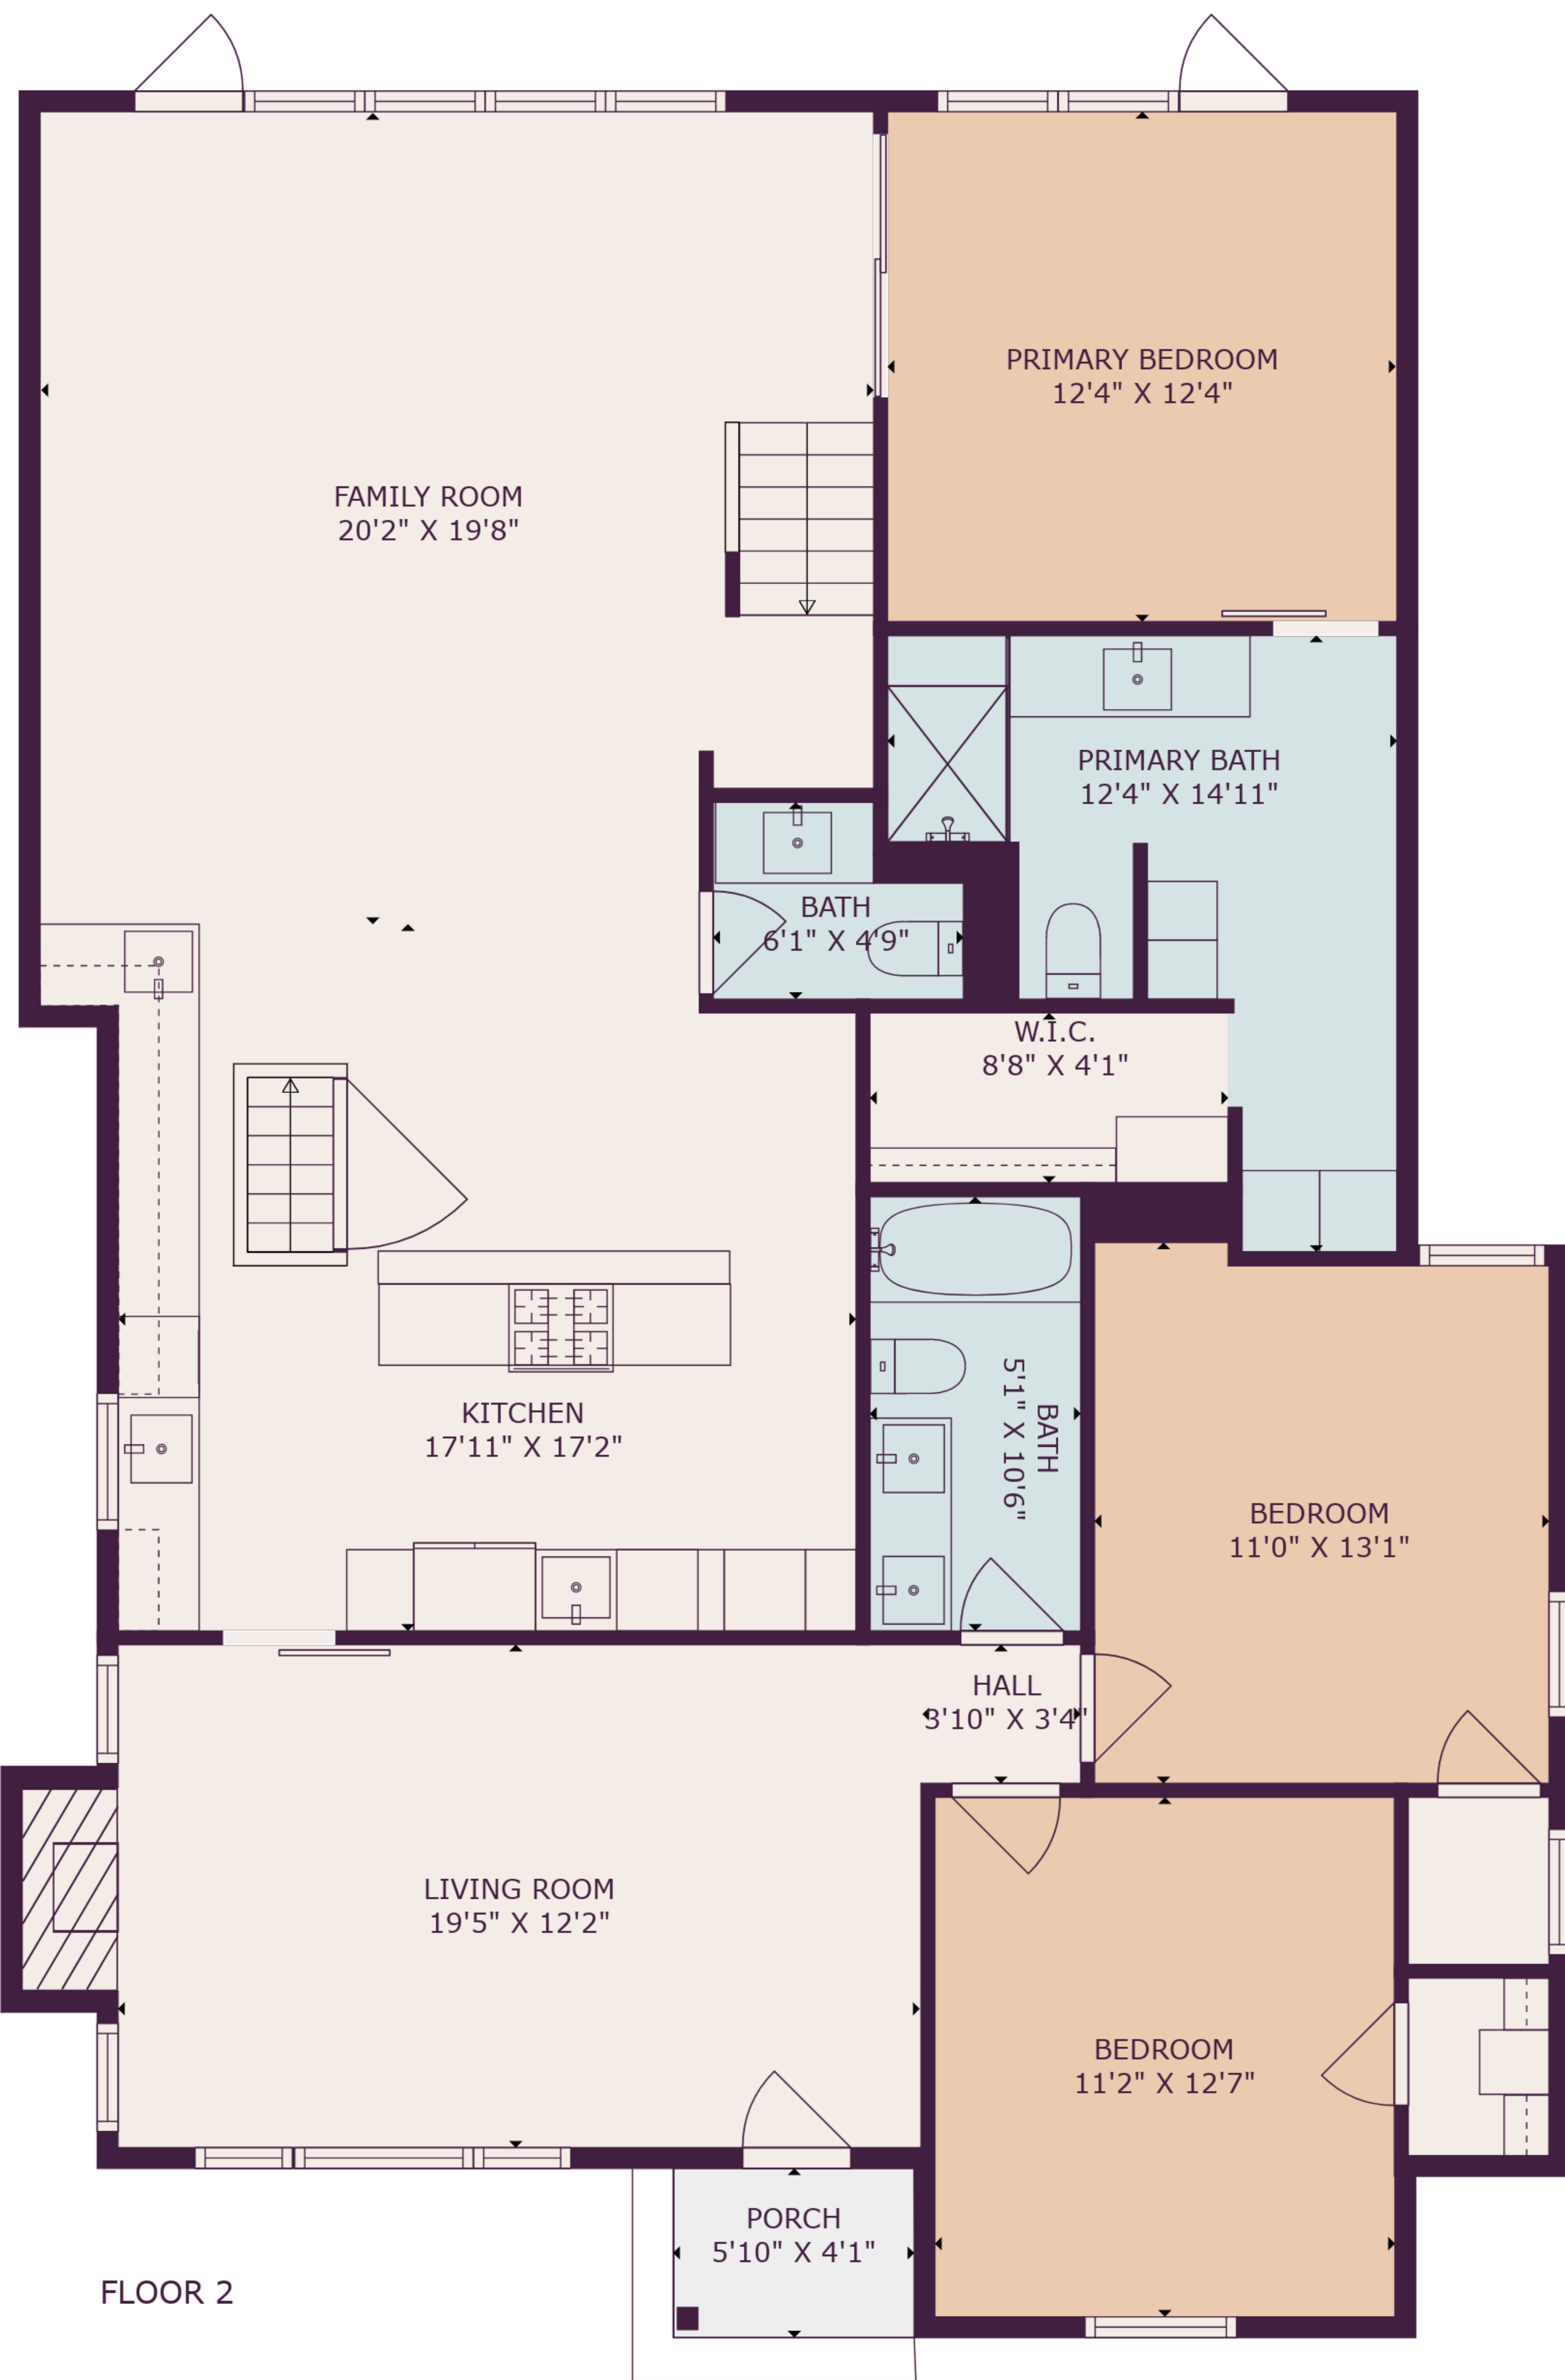 PRIMARY BEDROOM
12'4" X 12'4"
FAMILY ROOM
20'2" X 19'8"
PRIMARY BATH
12'4" X 14'11"
BATH
6'1" X 4'9"
W.I.C.
8'8" X 4'1"
KITCHEN
17'11" X 17'2"
BATH
5'1" X 10'6"
BEDROOM
11'0" X 13'1"
HALL
3'10" X 3'4"
LIVING ROOM
19'5" X 12'2"
BEDROOM
11'2" X 12'7"
PORCH
5'10" X 4'1"
FLOOR 2